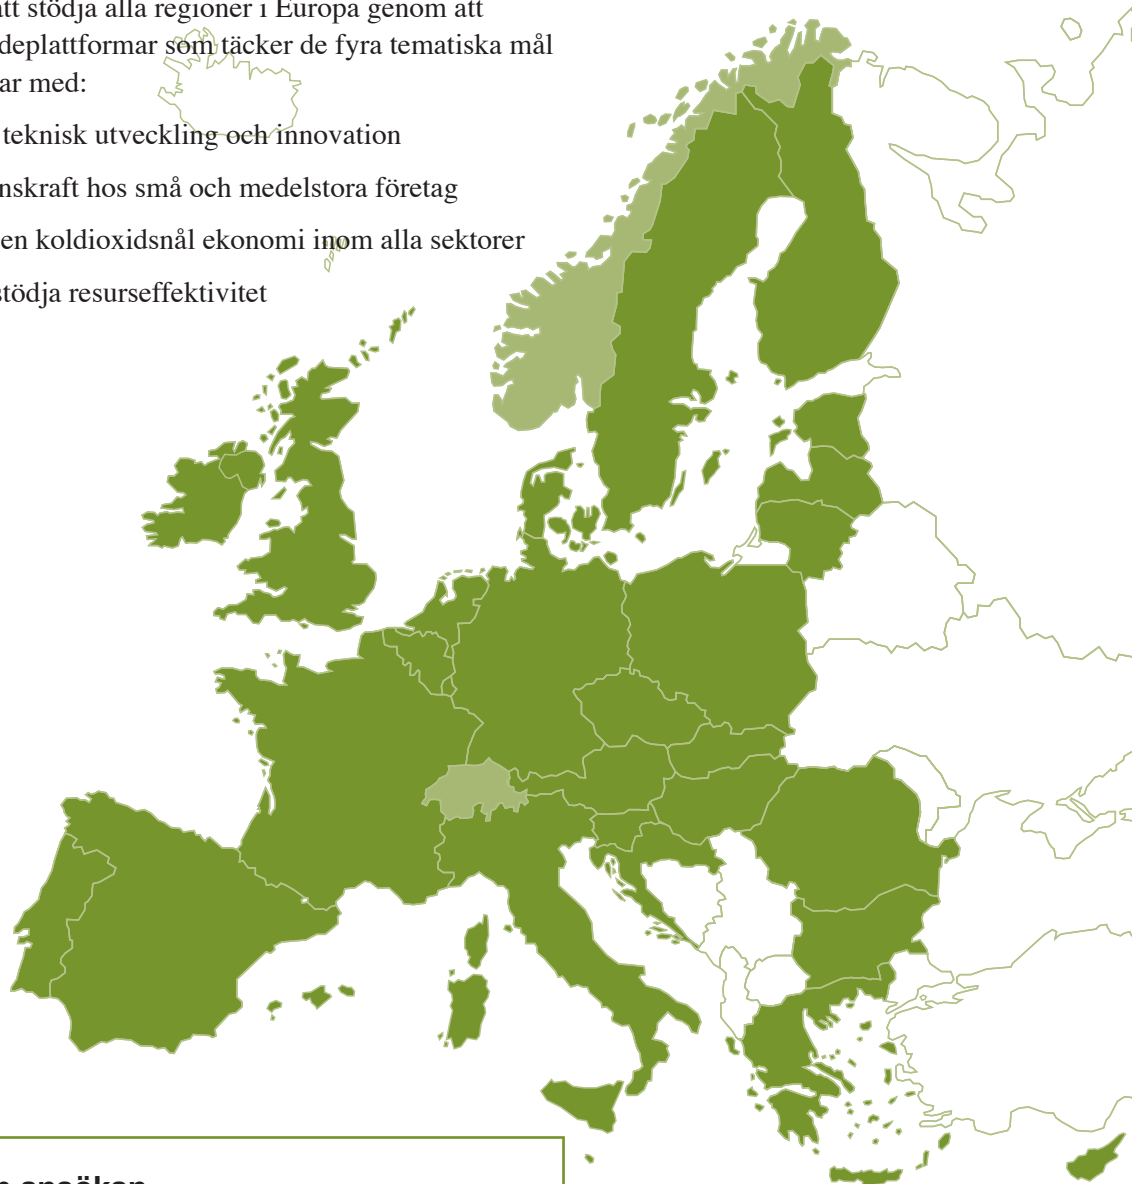 att stödja alla regioner i Europa genom att
deplattformar som täcker de fyra tematiska mål
ar med:
teknisk utveckling och innovation
nskraft hos små och medelstora företag
en koldioxidsnål ekonomi inom alla sektorer
stödja resurseffektivitet
ansökan